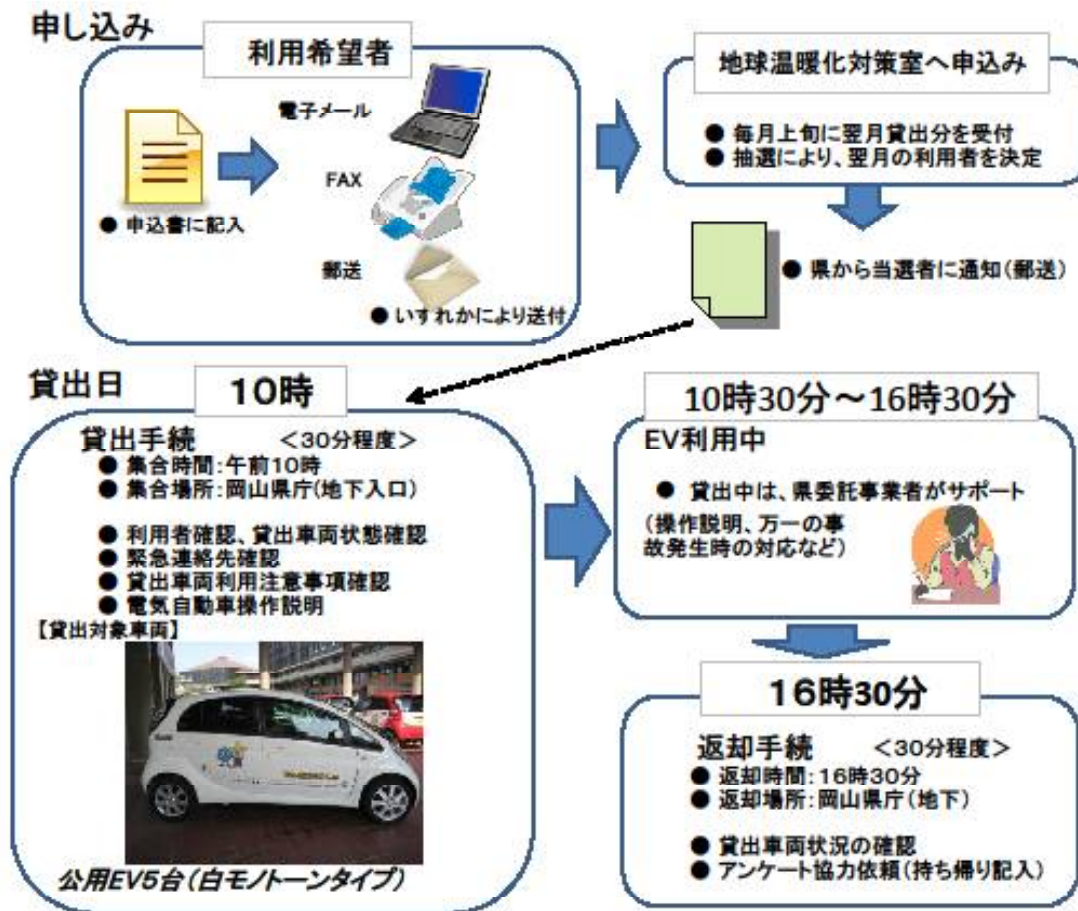 申し込み
利用希望者
電子メール
FAX
郵送
● 申込書に記入
● いすれかにより送付
地球温暖化対策室へ申込み
● 毎月上旬に翌月貸出分を受付
● 抽選により、翌月の利用者を決定
● 県から当選者に通知(郵送)
貸出日
10時
貸出手続 <30分程度>
● 集合時間:午前10時
● 集合場所:岡山県庁(地下入口)
● 利用者確認、貸出車両状態確認
● 緊急連絡先確認
● 貸出車両利用注意事項確認
● 電気自動車操作説明
【貸出対象車両】
公用EV5台(白モノトーンタイプ)
10時30分~16時30分
EV利用中
● 貸出中は、県委託事業者がサポート
(操作説明、万一の事
故発生時の対応など)
16時30分
返却手続 <30分程度>
● 返却時間:16時30分
● 返却場所:岡山県庁(地下)
● 貸出車両状況の確認
● アンケート協力依頼(持ち帰り記入)